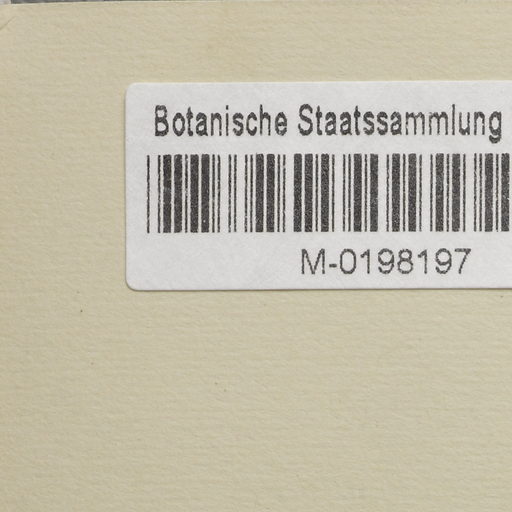 Botanische Staatssammlung
M-0198197